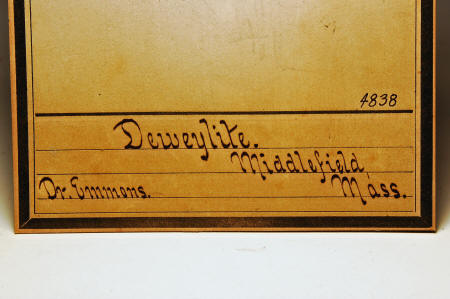 4838
Deweylite.
Middlefield,
Dr. Emmons. Mass.